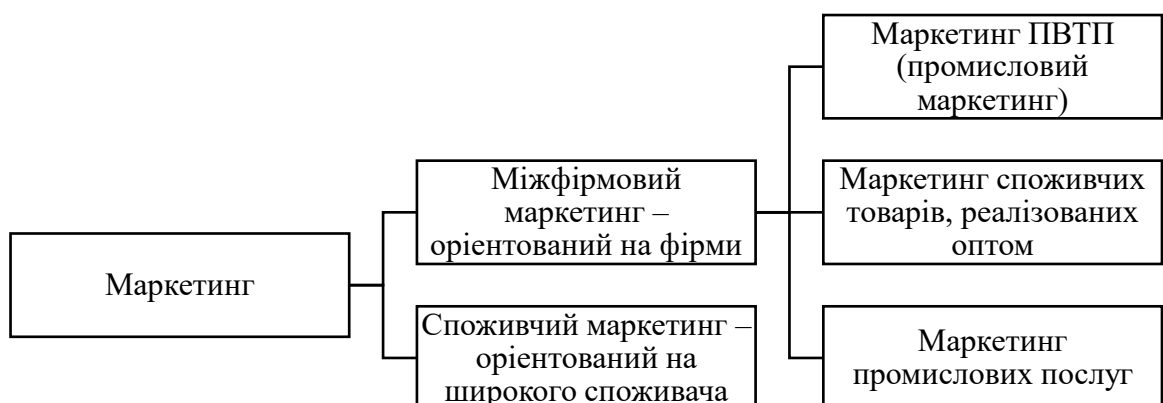 Маркетинг
Міжфірмовий
маркетинг –
орієнтований на фірми
Споживчий маркетинг –
орієнтований на
широкого споживача
Маркетинг ПВТП
(промисловий
маркетинг)
Маркетинг споживчих
товарів, реалізованих
оптом
Маркетинг
промислових послуг